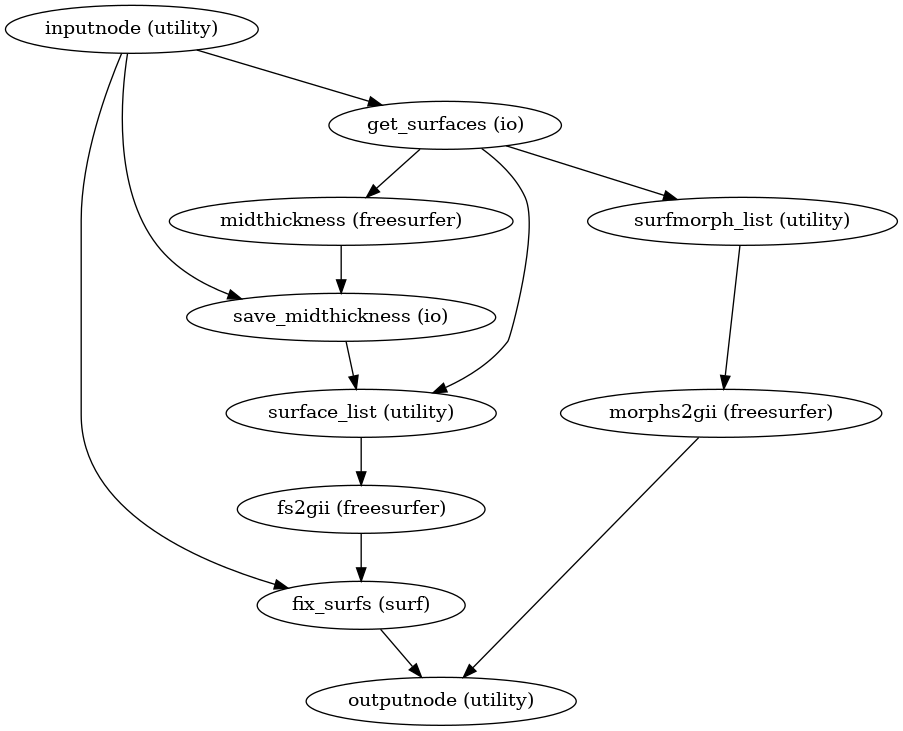 inputnode (utility)
get_surfaces (io)
midthickness (freesurfer)
surfmorph_list (utility)
save_midthickness (io)
surface_list (utility)
morphs2gii (freesurfer)
fs2gii (freesurfer)
fix_surfs (surf)
outputnode (utility)